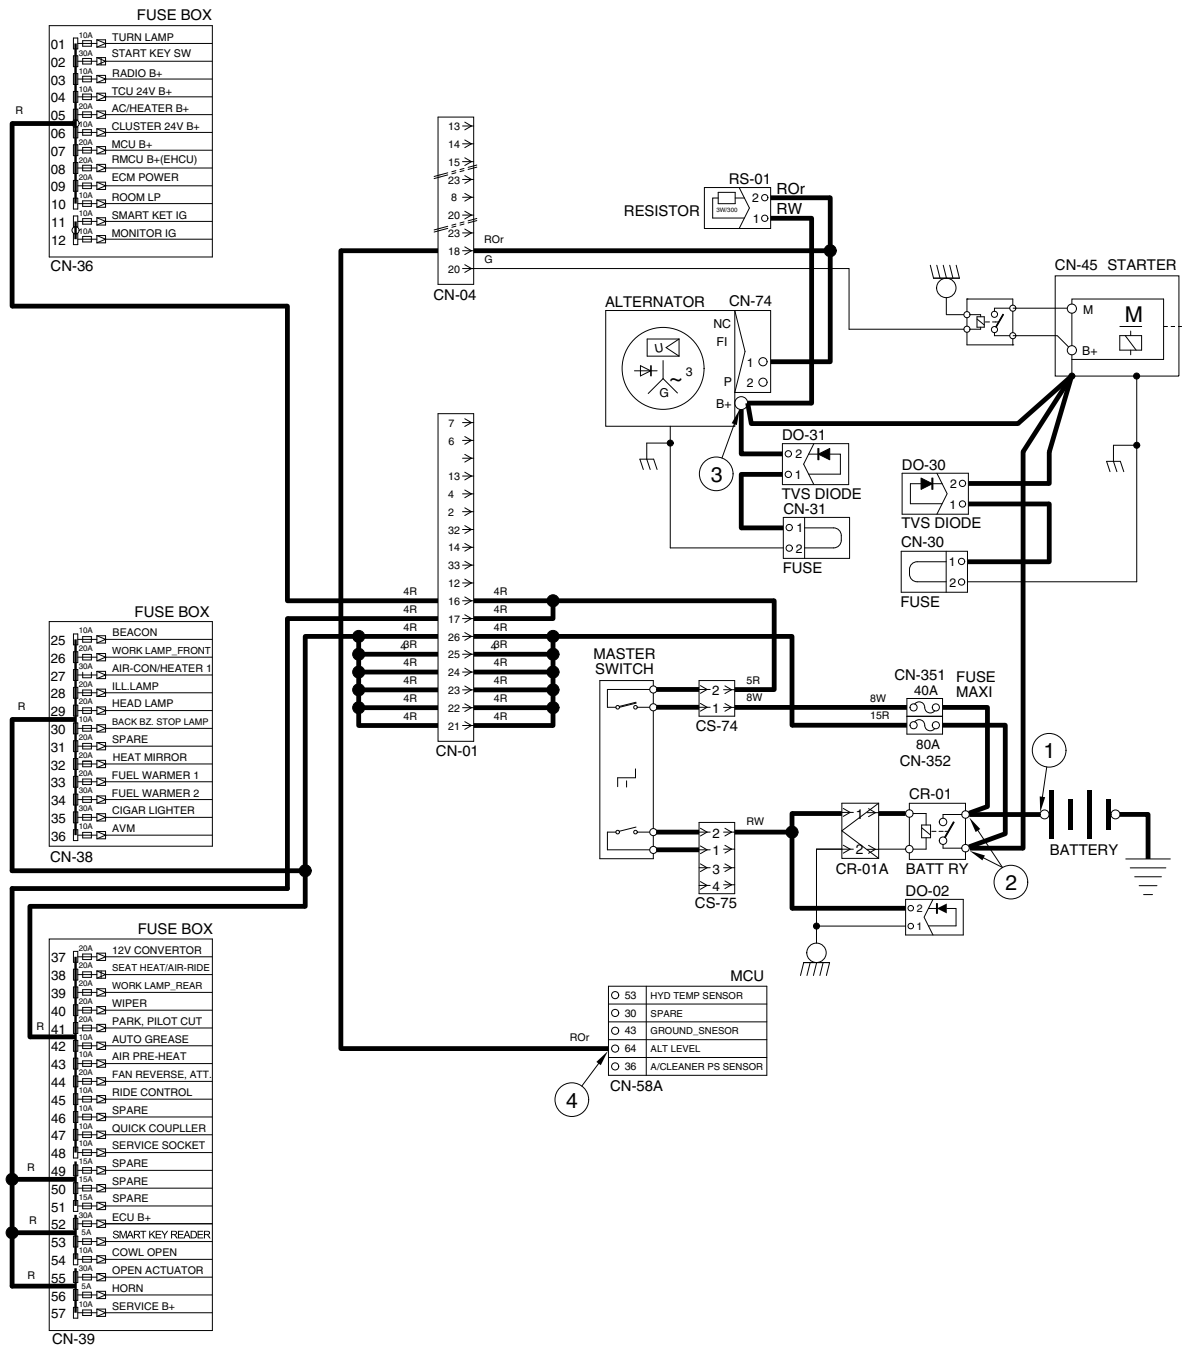 FUSE BOX
01 10A TURN LAMP
02 30A START KEY SW
03 10A RADIO B+
04 10A TCU 24V B+
05 20A AC/HEATER B+
06 10A CLUSTER 24V B+
07 20A MCU B+
08 20A RMCU B+(EHCU)
09 20A ECM POWER
10 10A ROOM LP
11 10A SMART KET IG
12 10A MONITOR IG
CN-36
R
13
14
15
23
8
20
23
18 ROr
20 G
CN-04
RS-01
RESISTOR 3W/300 2 ROr
1 RW
ALTERNATOR CN-74
NC
FI
U
3
G
1
P 2
B+
3
CN-45 STARTER
M M
B+
DO-31
2
1
TVS DIODE
CN-31
1
2
FUSE
DO-30
2
1
TVS DIODE
CN-30
1
2
FUSE
7
6
13
4
2
32
14
33
12
4R 16 4R
4R 17 4R
4R 26 4R
4R 25 4R
4R 24 4R
4R 23 4R
4R 22 4R
4R 21 4R
CN-01
FUSE BOX
25 10A BEACON
26 20A WORK LAMP_FRONT
27 30A AIR-CON/HEATER 1
28 20A ILL.LAMP
29 20A HEAD LAMP
30 10A BACK BZ. STOP LAMP
31 20A SPARE
32 20A HEAT MIRROR
33 20A FUEL WARMER 1
34 30A FUEL WARMER 2
35 30A CIGAR LIGHTER
36 10A AVM
CN-38
R
MASTER
SWITCH
2 5R
1 8W
CS-74
8W
15R
CN-351
40A
FUSE
MAXI
80A
CN-352
1
BATTERY
2 RW
1
3
4
CS-75
1
2
CR-01A
CR-01
BATT RY
2
DO-02
2
1
FUSE BOX
37 20A 12V CONVERTOR
38 20A SEAT HEAT/AIR-RIDE
39 20A WORK LAMP_REAR
40 20A WIPER
41 20A PARK, PILOT CUT
42 10A AUTO GREASE
43 10A AIR PRE-HEAT
44 20A FAN REVERSE, ATT.
45 10A RIDE CONTROL
46 10A SPARE
47 10A QUICK COUPLLER
48 10A SERVICE SOCKET
49 15A SPARE
50 15A SPARE
51 15A SPARE
52 30A ECU B+
53 5A SMART KEY READER
54 10A COWL OPEN
55 30A OPEN ACTUATOR
56 5A HORN
57 10A SERVICE B+
CN-39
R
R
R
R
MCU
53 HYD TEMP SENSOR
30 SPARE
43 GROUND_SNESOR
ROr 64 ALT LEVEL
36 A/CLEANER PS SENSOR
CN-58A
4